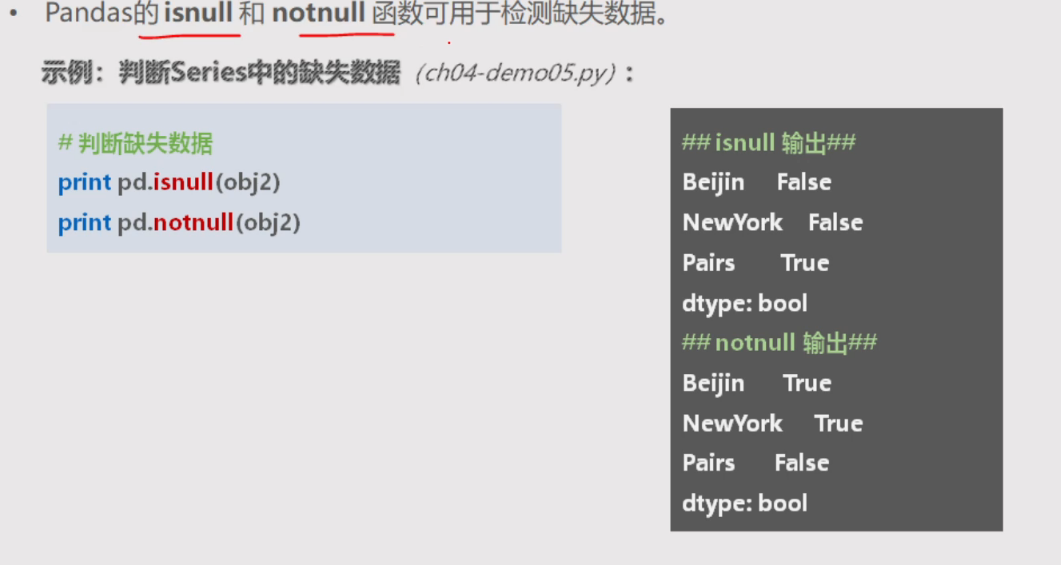 • Pandas的 isnull 和 notnull 函数可用于检测缺失数据。
示例：判断Series中的缺失数据（ch04-demo05.py）：
# 判断缺失数据
print pd.isnull(obj2)
print pd.notnull(obj2)
## isnull 输出##
Beijin False
NewYork False
Pairs True
dtype: bool
## notnull 输出##
Beijin True
NewYork True
Pairs False
dtype: bool